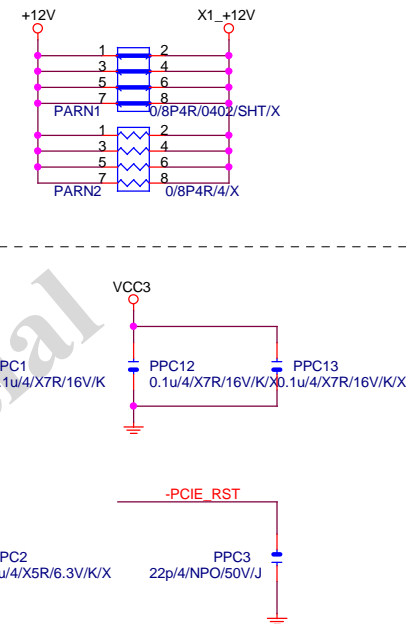 +12V X1_+12V
1 2
3 4
5 6
7 8
PARN1 0/8P4R/0402/SHT/X
1 2
3 4
5 6
7 8
PARN2 0/8P4R/4/X
VCC3
PC1 PPC12 PPC13
1u/4/X7R/16V/K 0.1u/4/X7R/16V/K/X 0.1u/4/X7R/16V/K/X
-PCIE_RST
PC2 PPC3
u/4/X5R/6.3V/K/X 22p/4/NPO/50V/J